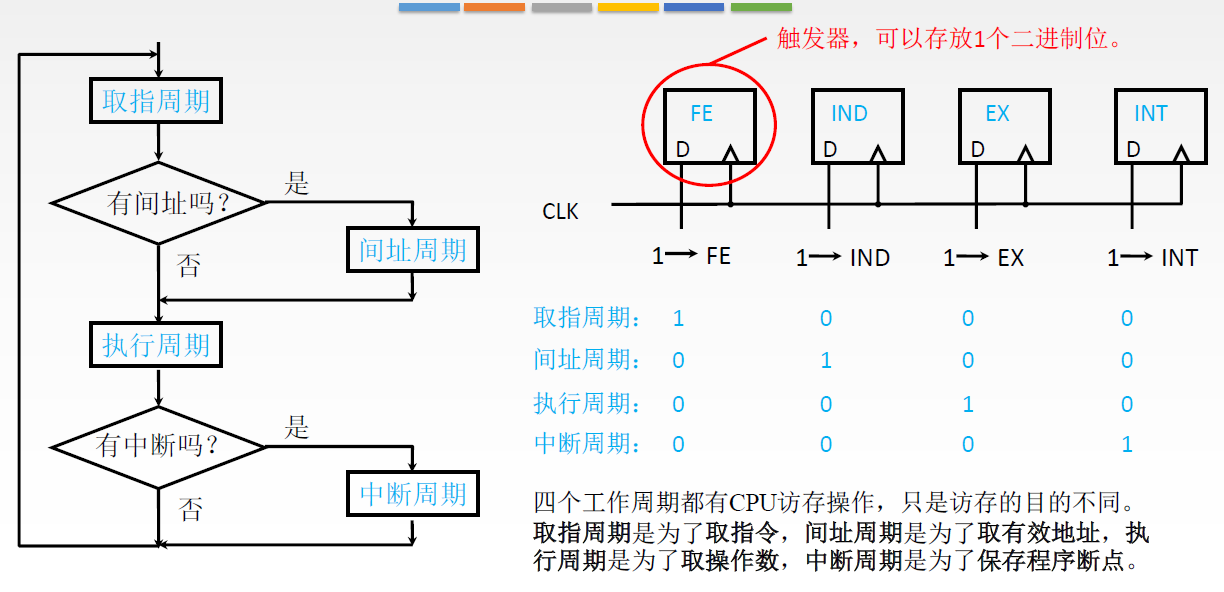 取指周期
有间址吗？
是
间址周期
否
执行周期
有中断吗？
是
中断周期
否
触发器，可以存放1个二进制位。
FE IND EX INT
D D D D
CLK
1 FE 1 IND 1 EX 1 INT
取指周期： 1 0 0 0
间址周期： 0 1 0 0
执行周期： 0 0 1 0
中断周期： 0 0 0 1
四个工作周期都有CPU访存操作，只是访存的目的不同。
取指周期是为了取指令，间址周期是为了取有效地址，执
行周期是为了取操作数，中断周期是为了保存程序断点。